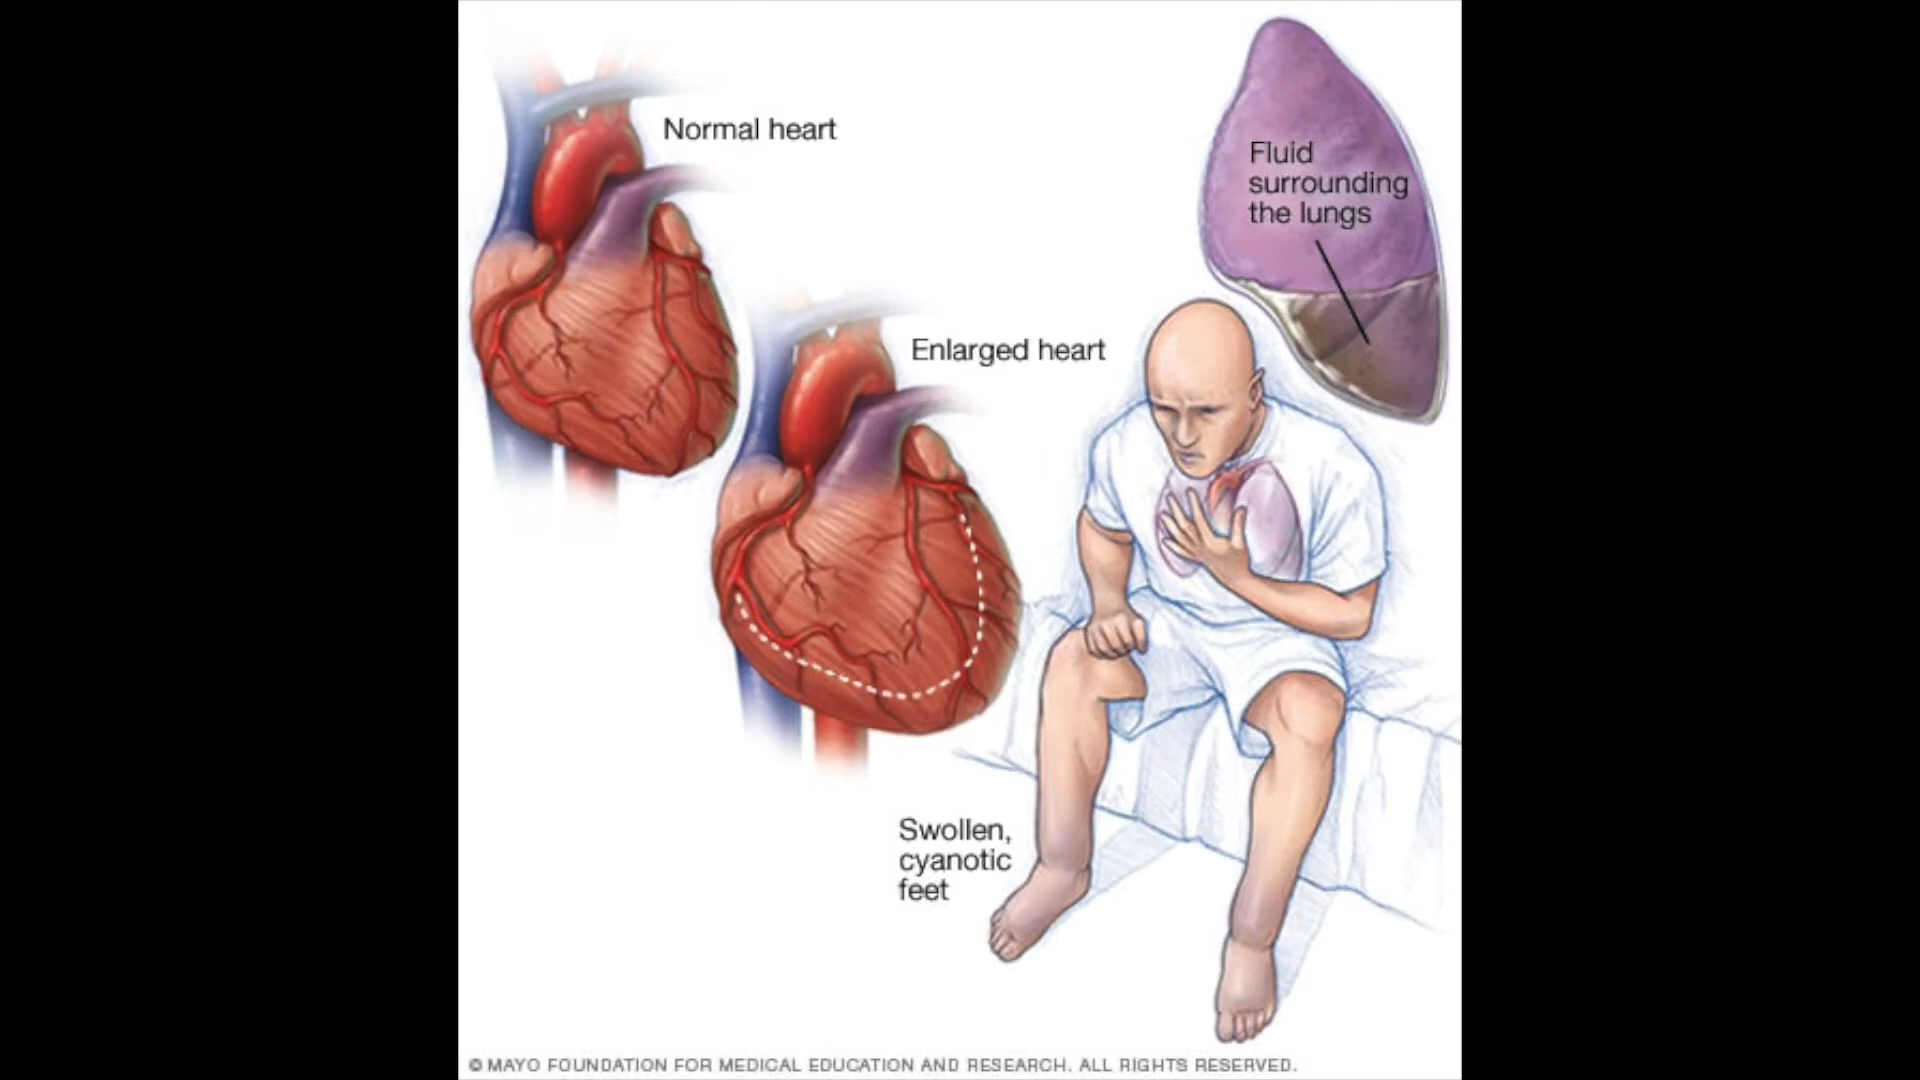 Normal heart
Fluid
surrounding
the lungs
Enlarged heart
Swollen,
cyanotic
feet
© MAYO FOUNDATION FOR MEDICAL EDUCATION AND RESEARCH. ALL RIGHTS RESERVED.